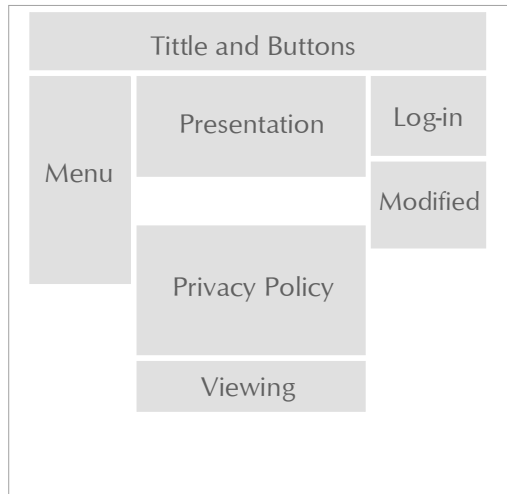 Tittle and Buttons
Menu
Presentation
Log-in
Modified
Privacy Policy
Viewing